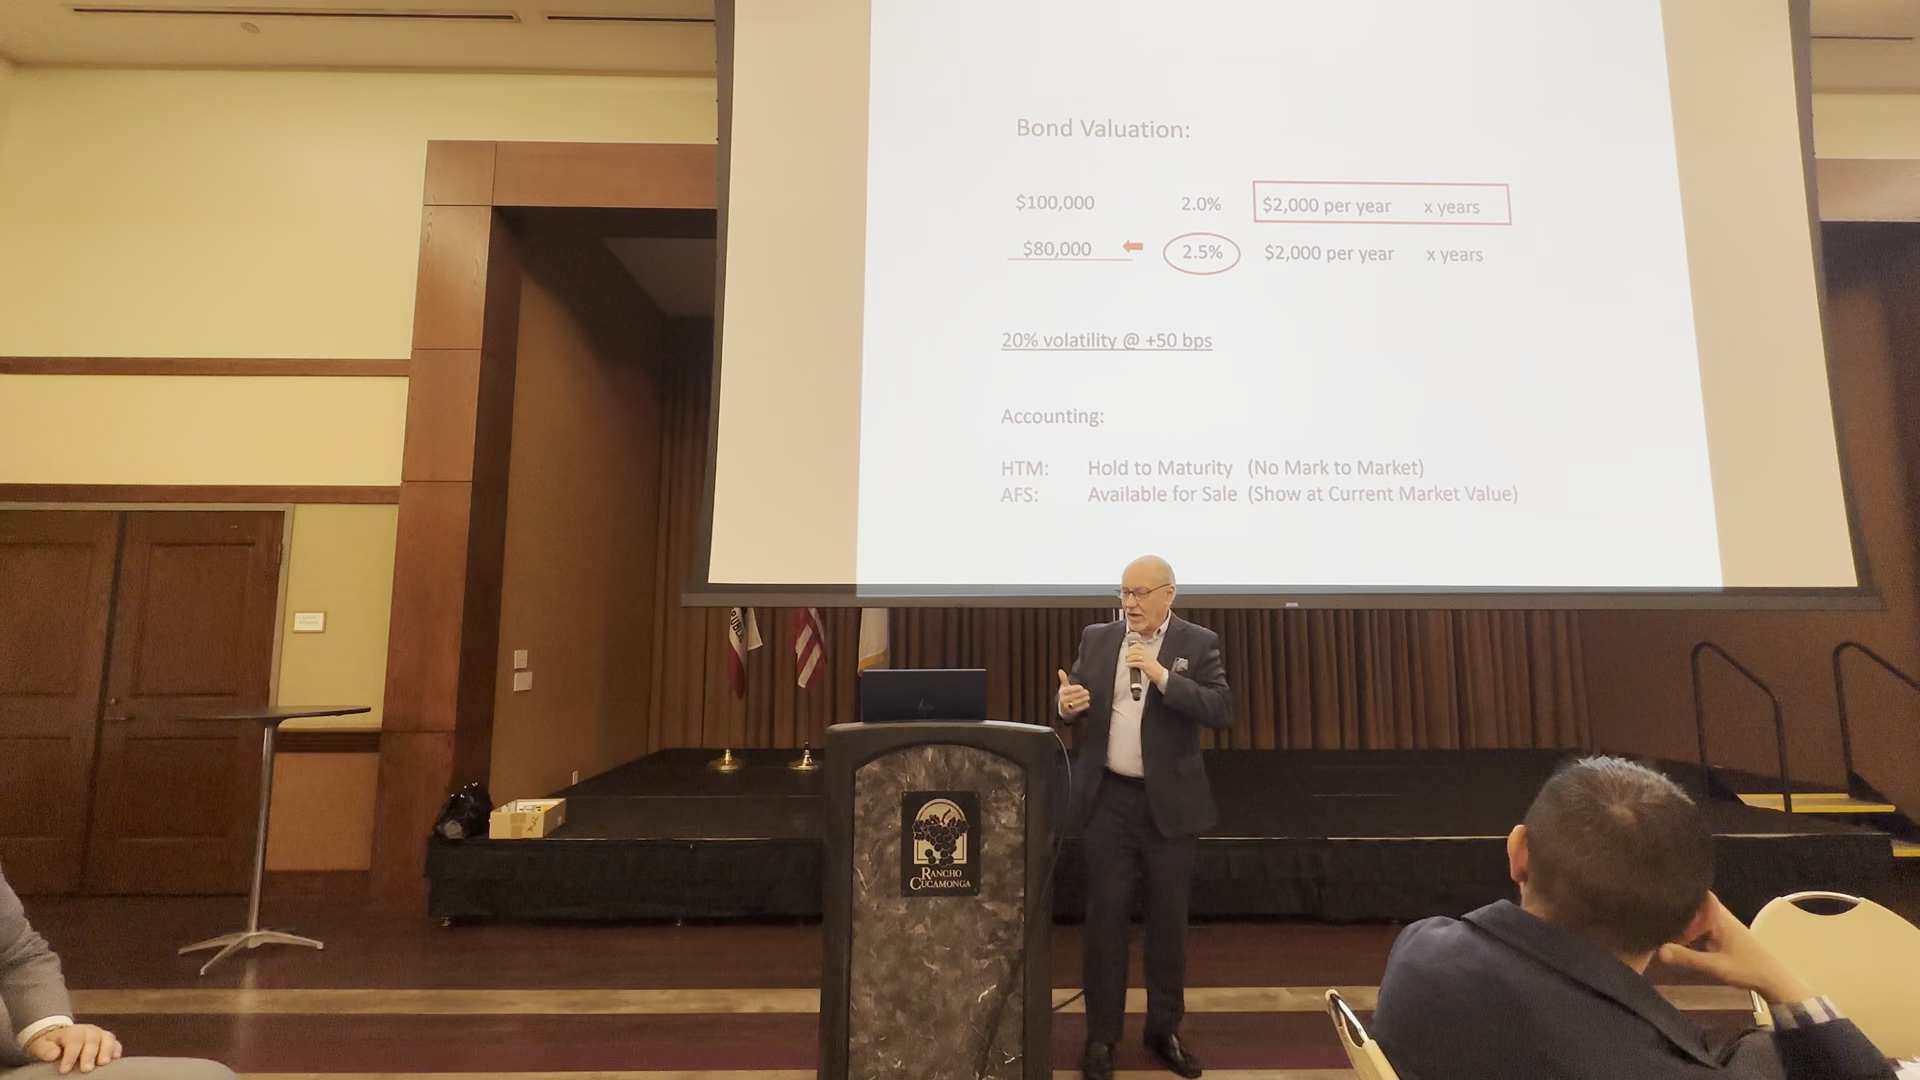 Bond Valuation:
$100,000 2.0% $2,000 per year x years
$80,000 2.5% $2,000 per year x years
20% volatility @ +50 bps
Accounting:
HTM: Hold to Maturity (No Mark to Market)
AFS: Available for Sale (Show at Current Market Value)
hp
RANCHO
CUCAMONGA